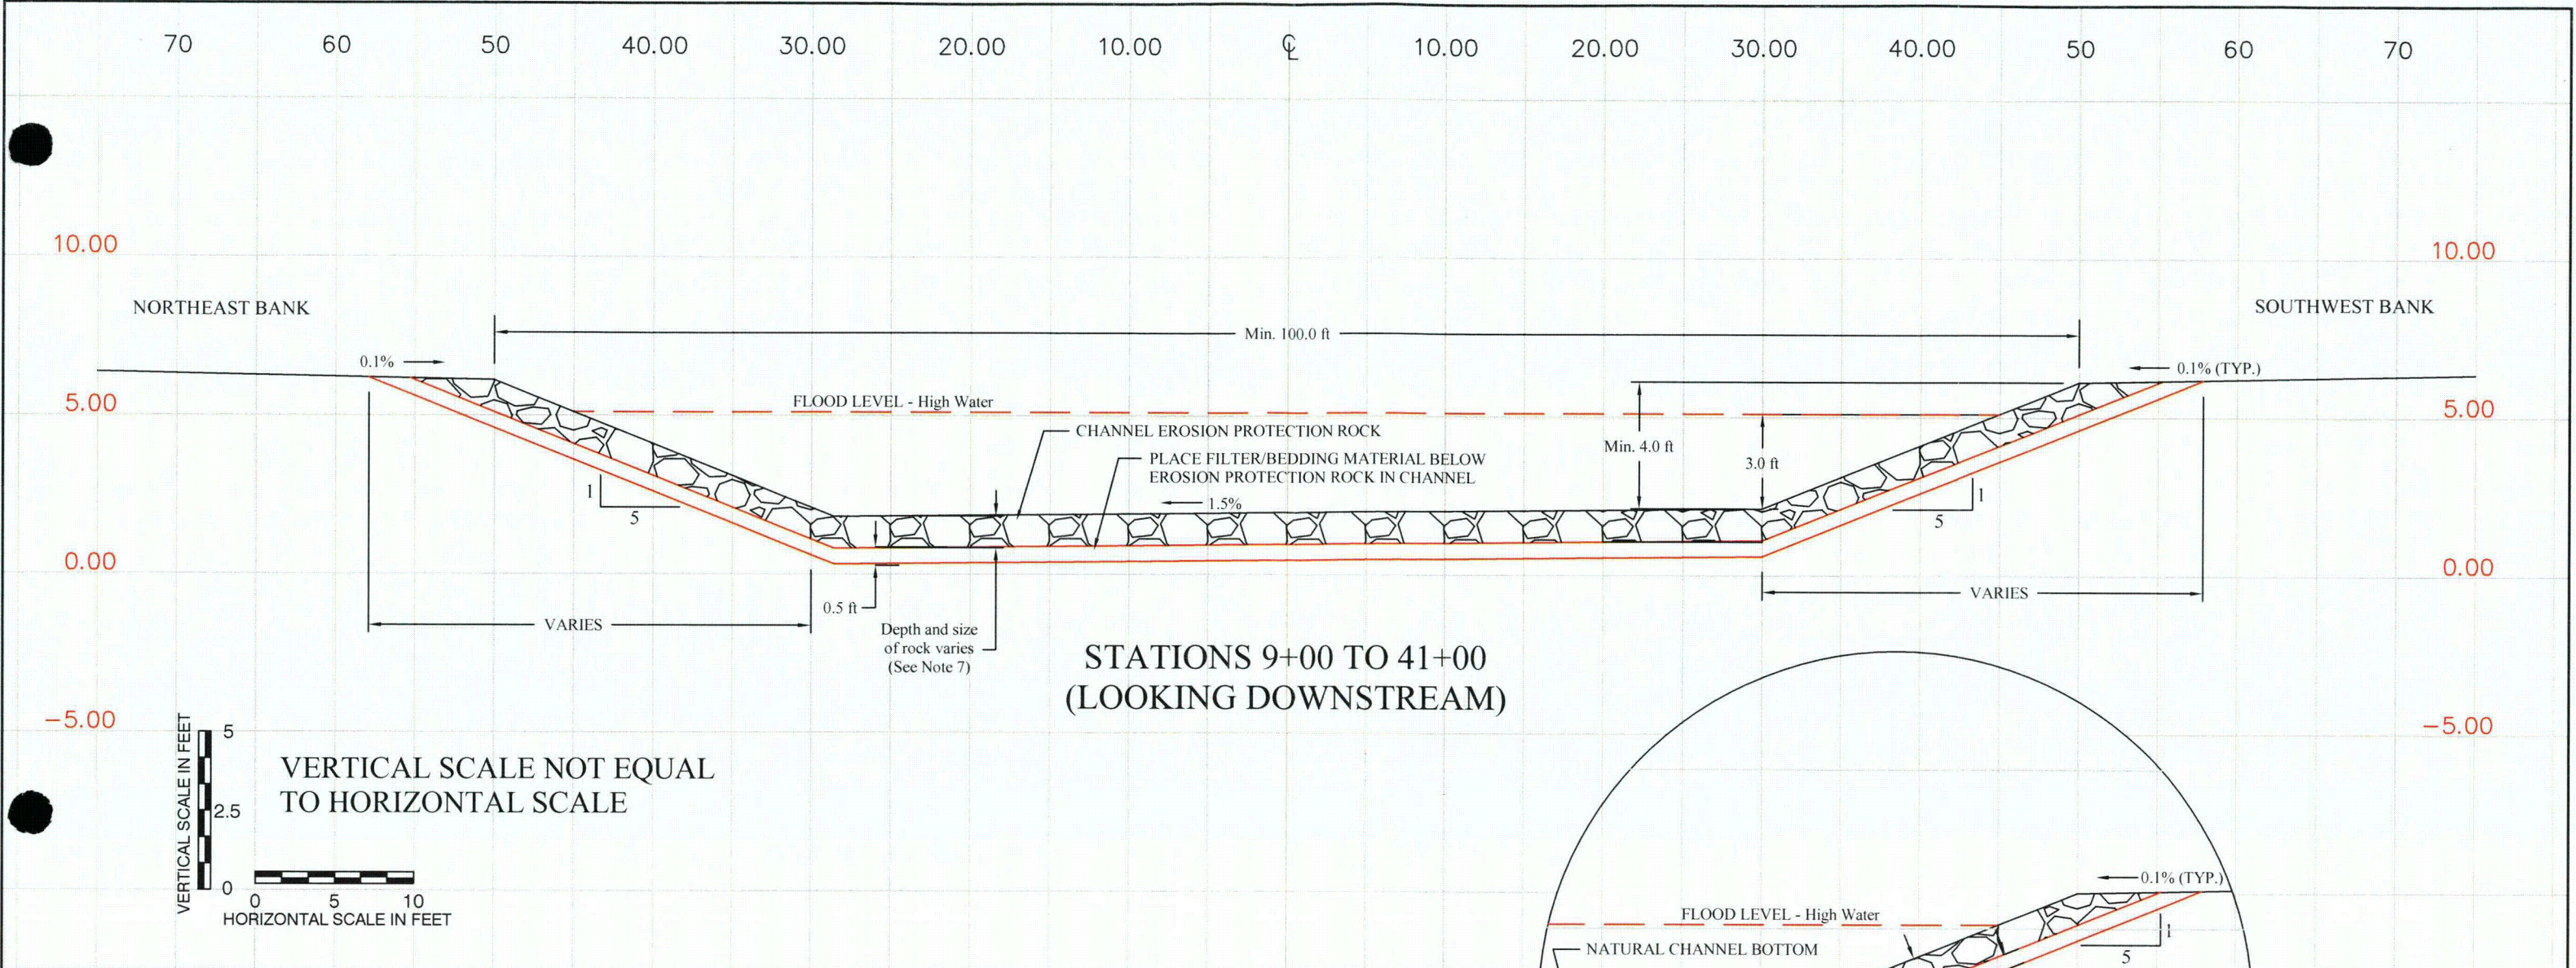 70 60 50 40.00 30.00 20.00 10.00 ℄ 10.00 20.00 30.00 40.00 50 60 70
10.00 10.00
NORTHEAST BANK SOUTHWEST BANK
Min. 100.0 ft
0.1% 0.1% (TYP.)
5.00 5.00
FLOOD LEVEL - High Water
CHANNEL EROSION PROTECTION ROCK
Min. 4.0 ft
3.0 ft
PLACE FILTER/BEDDING MATERIAL BELOW
EROSION PROTECTION ROCK IN CHANNEL
1
5
1.5%
1
5
0.00 0.00
0.5 ft
VARIES
VARIES
Depth and size
of rock varies
(See Note 7)
STATIONS 9+00 TO 41+00
(LOOKING DOWNSTREAM)
-5.00 -5.00
VERTICAL SCALE IN FEET
5
2.5
0
VERTICAL SCALE NOT EQUAL
TO HORIZONTAL SCALE
0 5 10
HORIZONTAL SCALE IN FEET
0.1% (TYP.)
FLOOD LEVEL - High Water
NATURAL CHANNEL BOTTOM
1
5